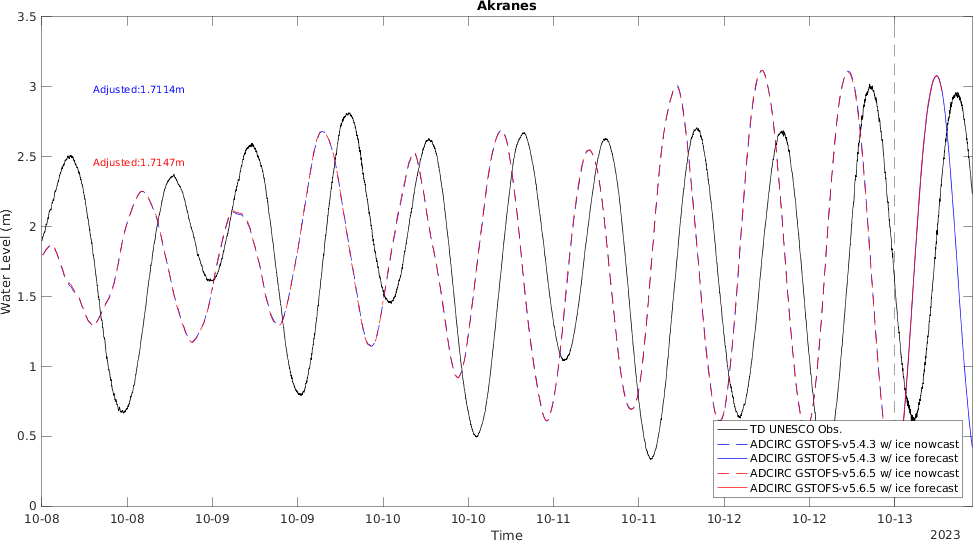 Akranes
3.5
3
2.5
2
1.5
1
0.5
0
Water Level (m)
Adjusted:1.7114m
Adjusted:1.7147m
TD UNESCO Obs.
ADCIRC GSTOFS-v5.4.3 w/ ice nowcast
ADCIRC GSTOFS-v5.4.3 w/ ice forecast
ADCIRC GSTOFS-v5.6.5 w/ ice nowcast
ADCIRC GSTOFS-v5.6.5 w/ ice forecast
10-08 10-08 10-09 10-09 10-10 10-10 10-11 10-11 10-12 10-12 10-13
Time
2023